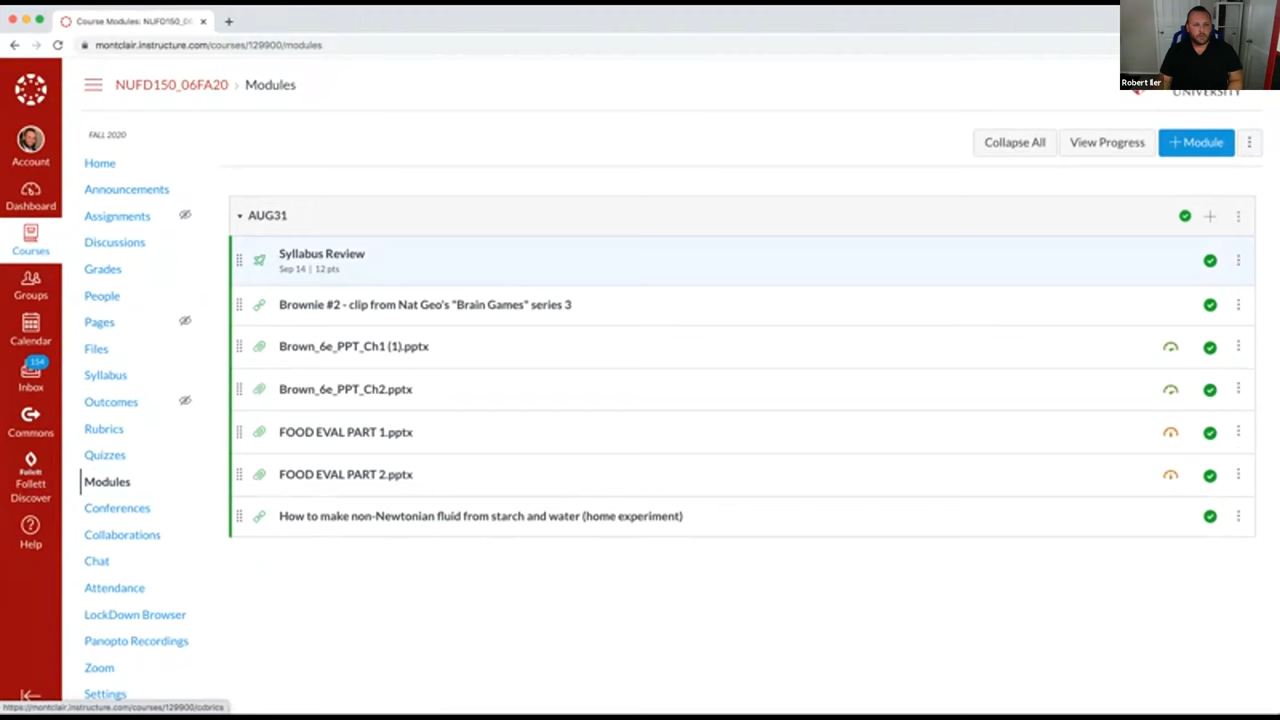 Course Modules: NUFD150_06
montclair.instructure.com/courses/129900/modules
Robert Iler
NUFD150_06FA20 › Modules
UNIVERSITY
FALL 2020
Collapse All
View Progress
+ Module
Account
Dashboard
Courses
Groups
Calendar
154
Inbox
Commons
Follett
Follett
Discover
Help
Home
Announcements
Assignments
Discussions
Grades
People
Pages
Files
Syllabus
Outcomes
Rubrics
Quizzes
Modules
Conferences
Collaborations
Chat
Attendance
LockDown Browser
Panopto Recordings
Zoom
Settings
AUG31
Syllabus Review
Sep 14 | 12 pts
Brownie #2 - clip from Nat Geo's "Brain Games" series 3
Brown_6e_PPT_Ch1 (1).pptx
Brown_6e_PPT_Ch2.pptx
FOOD EVAL PART 1.pptx
FOOD EVAL PART 2.pptx
How to make non-Newtonian fluid from starch and water (home experiment)
https://montclair.instructure.com/courses/129900/rubrics